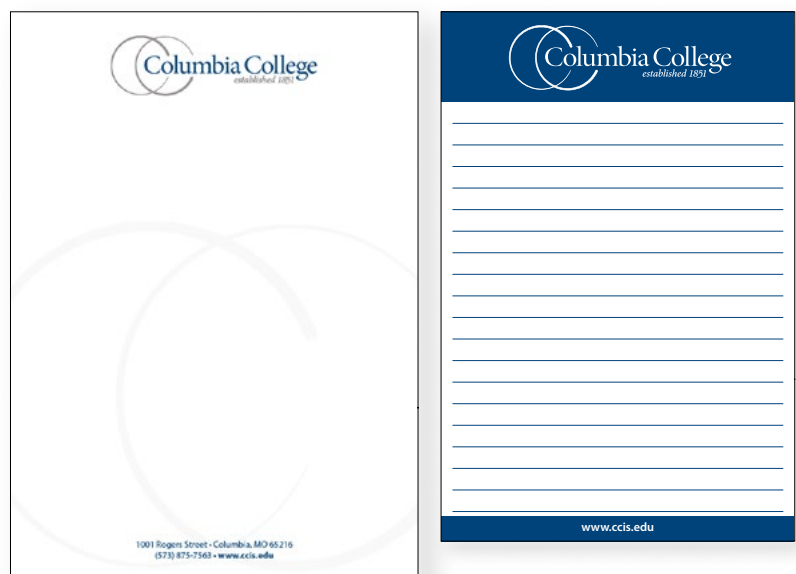 Columbia College
established 1851
1001 Rogers Street • Columbia, MO 65216
(573) 875-7563 • www.ccis.edu
Columbia College
established 1851
www.ccis.edu